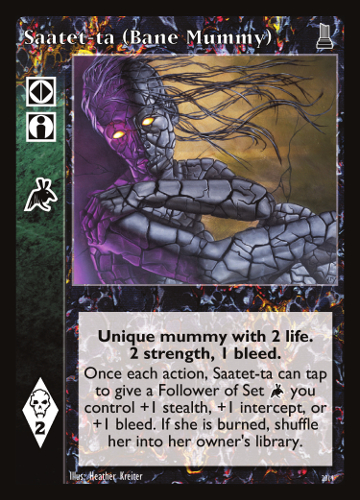 Saatet-ta (Bane Mummy)
Unique mummy with 2 life.
2 strength, 1 bleed.
Once each action, Saatet-ta can tap
to give a Follower of Set you
control +1 stealth, +1 intercept, or
+1 bleed. If she is burned, shuffle
her into her owner's library.
2
Illus: Heather Kreiter